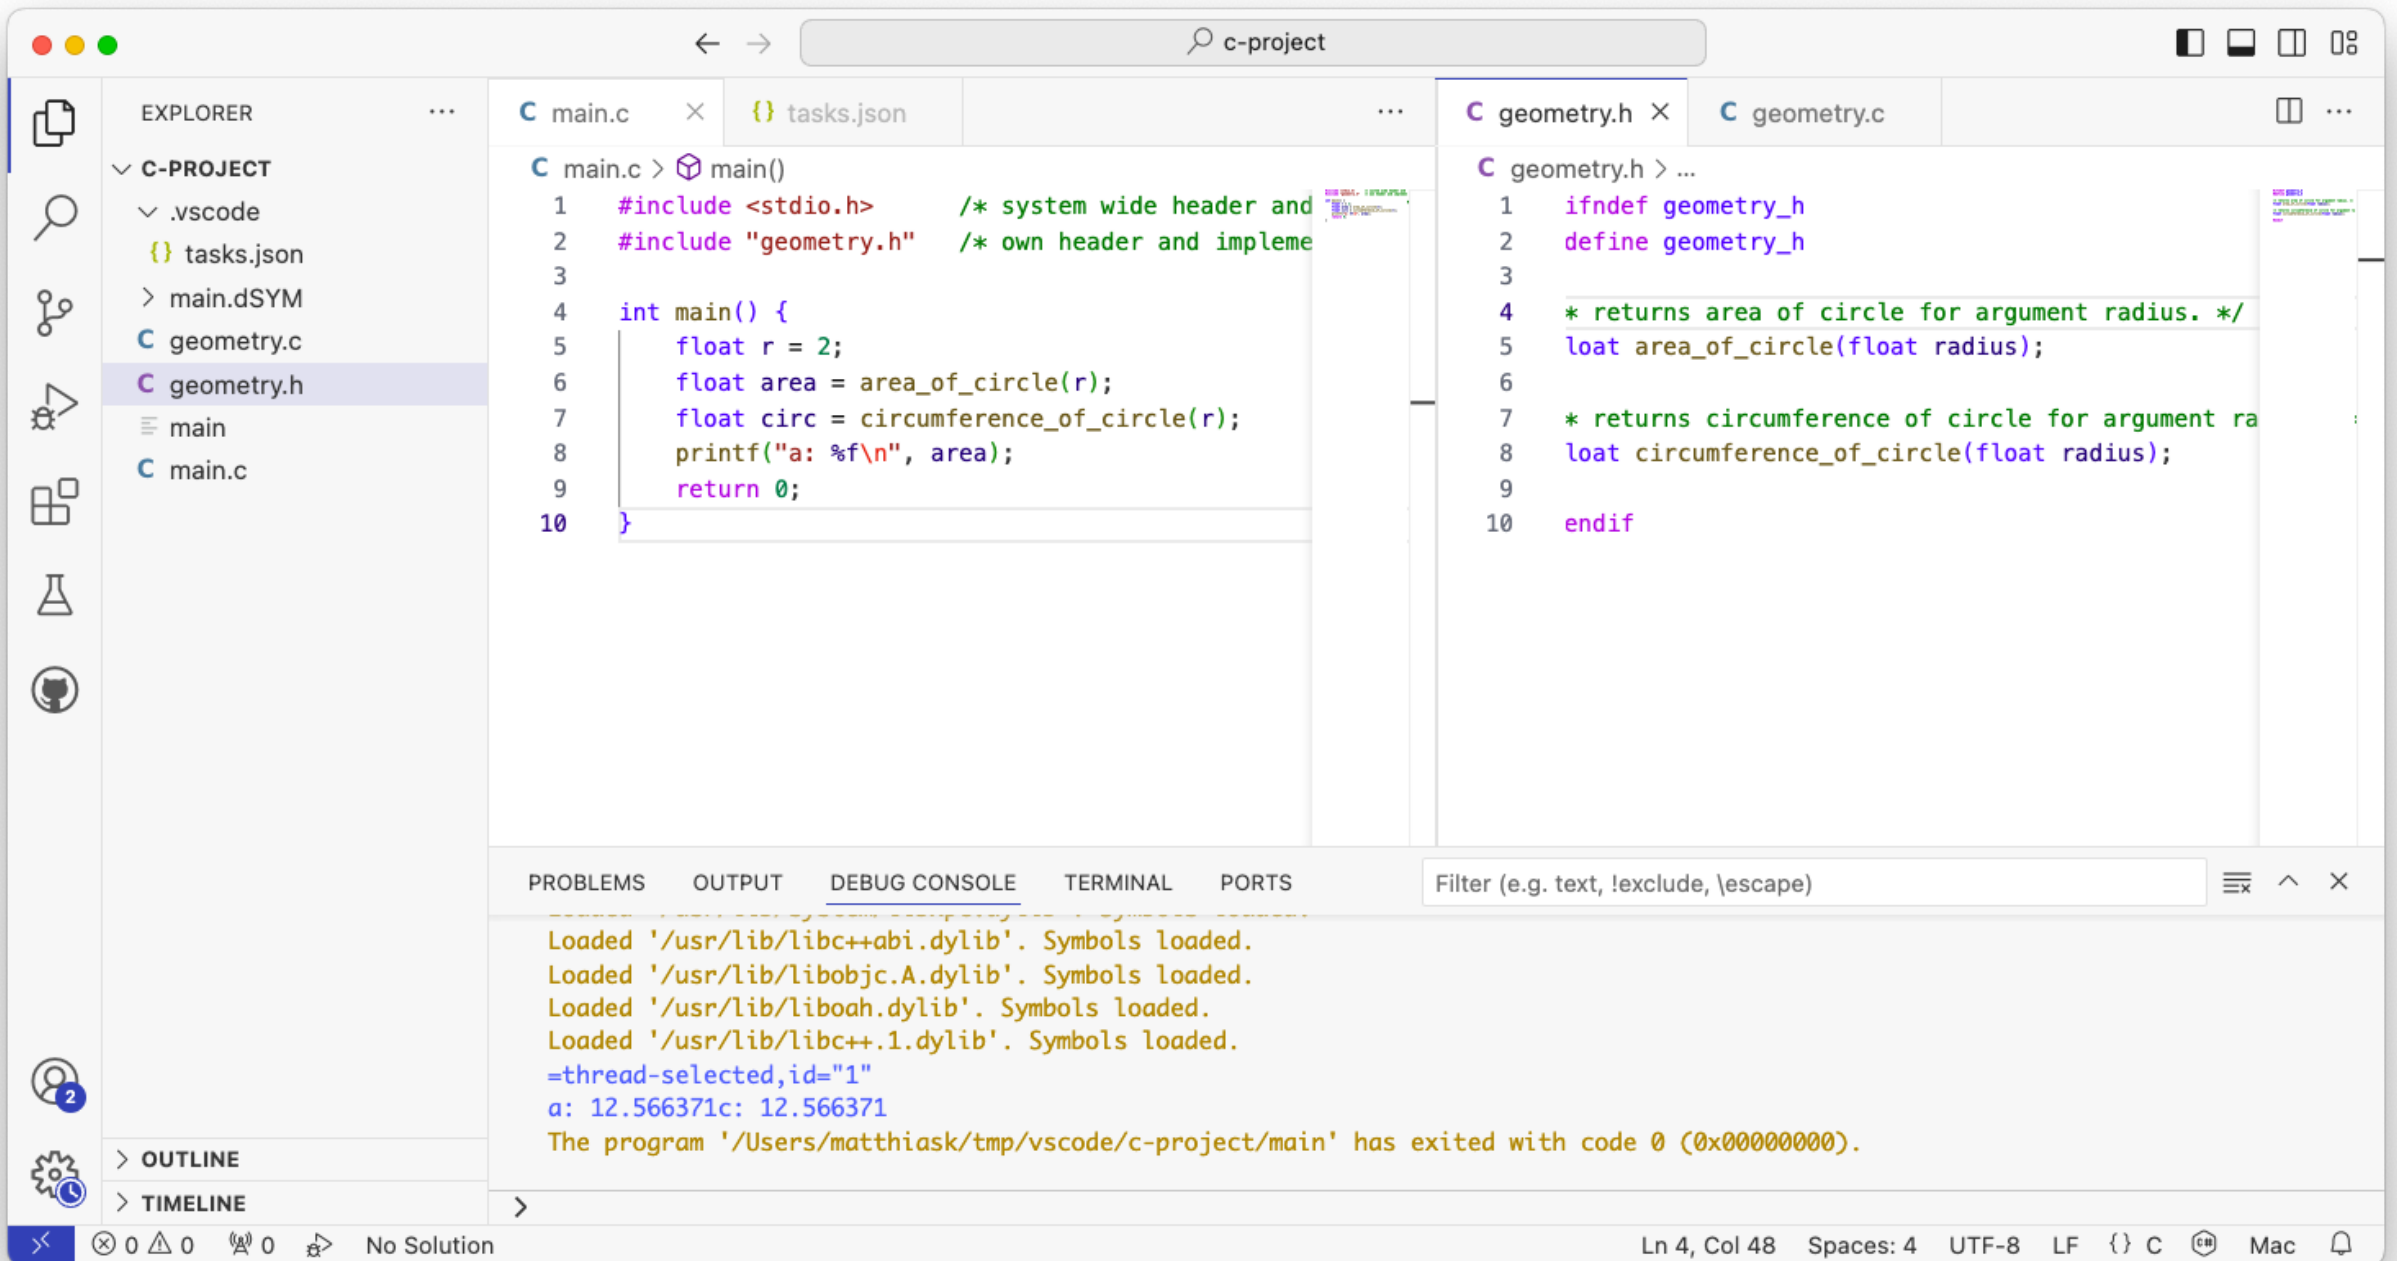 c-project
EXPLORER
C-PROJECT
.vscode
{} tasks.json
main.dSYM
C geometry.c
C geometry.h
main
C main.c
OUTLINE
TIMELINE
C main.c
{} tasks.json
C main.c > main()
1 #include <stdio.h> /* system wide header and
2 #include "geometry.h" /* own header and impleme
3
4 int main() {
5 float r = 2;
6 float area = area_of_circle(r);
7 float circ = circumference_of_circle(r);
8 printf("a: %f\n", area);
9 return 0;
10 }
C geometry.h
C geometry.c
C geometry.h > ...
1 ifndef geometry_h
2 define geometry_h
3
4 * returns area of circle for argument radius. */
5 loat area_of_circle(float radius);
6
7 * returns circumference of circle for argument ra
8 loat circumference_of_circle(float radius);
9
10 endif
PROBLEMS OUTPUT DEBUG CONSOLE TERMINAL PORTS
Filter (e.g. text, !exclude, \escape)
Loaded '/usr/lib/libc++abi.dylib'. Symbols loaded.
Loaded '/usr/lib/libobjc.A.dylib'. Symbols loaded.
Loaded '/usr/lib/liboah.dylib'. Symbols loaded.
Loaded '/usr/lib/libc++.1.dylib'. Symbols loaded.
=thread-selected,id="1"
a: 12.566371c: 12.566371
The program '/Users/matthiask/tmp/vscode/c-project/main' has exited with code 0 (0x00000000).
>
2
0 0 0 No Solution Ln 4, Col 48 Spaces: 4 UTF-8 LF {} C Mac